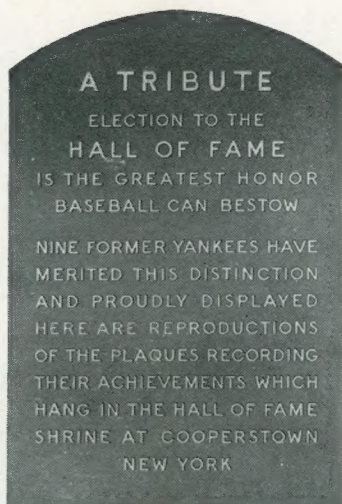 A TRIBUTE
ELECTION TO THE
HALL OF FAME
IS THE GREATEST HONOR
BASEBALL CAN BESTOW
NINE FORMER YANKEES HAVE
MERITED THIS DISTINCTION
AND PROUDLY DISPLAYED
HERE ARE REPRODUCTIONS
OF THE PLAQUES RECORDING
THEIR ACHIEVEMENTS WHICH
HANG IN THE HALL OF FAME
SHRINE AT COOPERSTOWN
NEW YORK